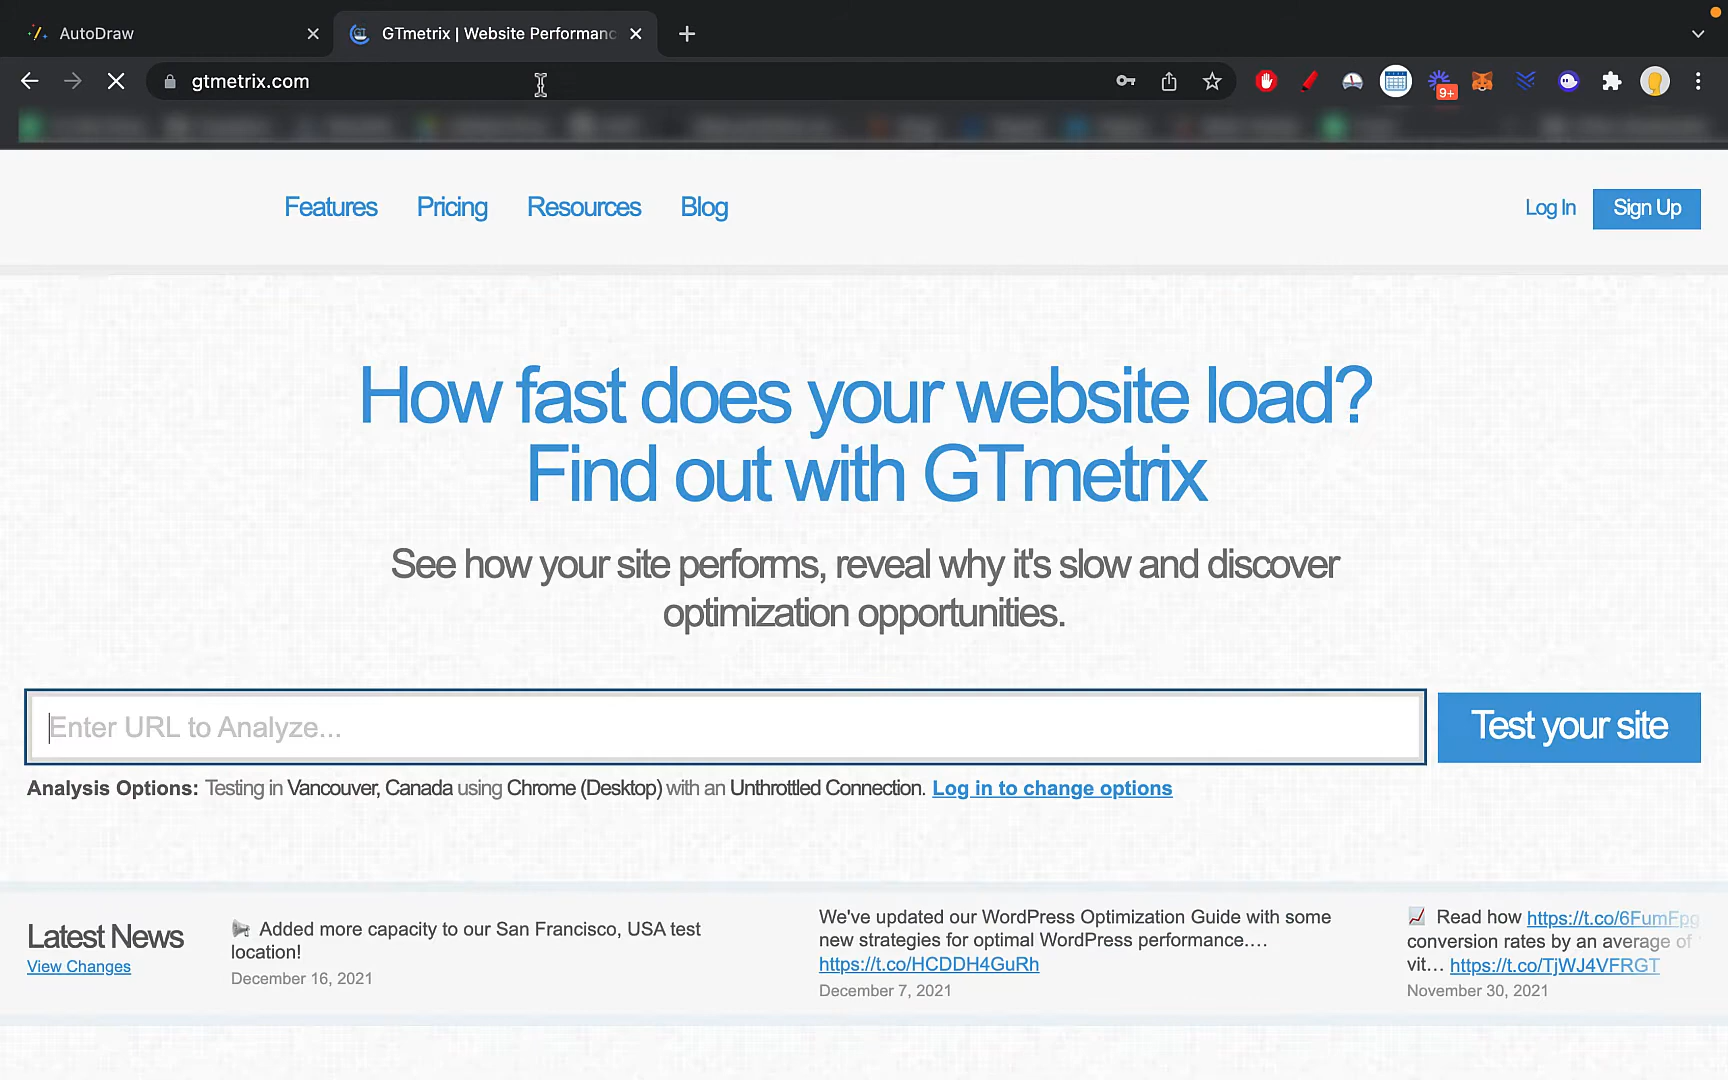 AutoDraw
GTmetrix | Website Performanc
gtmetrix.com
9+
Features Pricing Resources Blog
Log In Sign Up
How fast does your website load?
Find out with GTmetrix
See how your site performs, reveal why it's slow and discover
optimization opportunities.
Enter URL to Analyze...
Test your site
Analysis Options: Testing in Vancouver, Canada using Chrome (Desktop) with an Unthrottled Connection. Log in to change options
Latest News
View Changes
Added more capacity to our San Francisco, USA test
location!
December 16, 2021
We've updated our WordPress Optimization Guide with some
new strategies for optimal WordPress performance.…
https://t.co/HCDDH4GuRh
December 7, 2021
Read how https://t.co/6FumFpg
conversion rates by an average of
vit… https://t.co/TjWJ4VFRGT
November 30, 2021